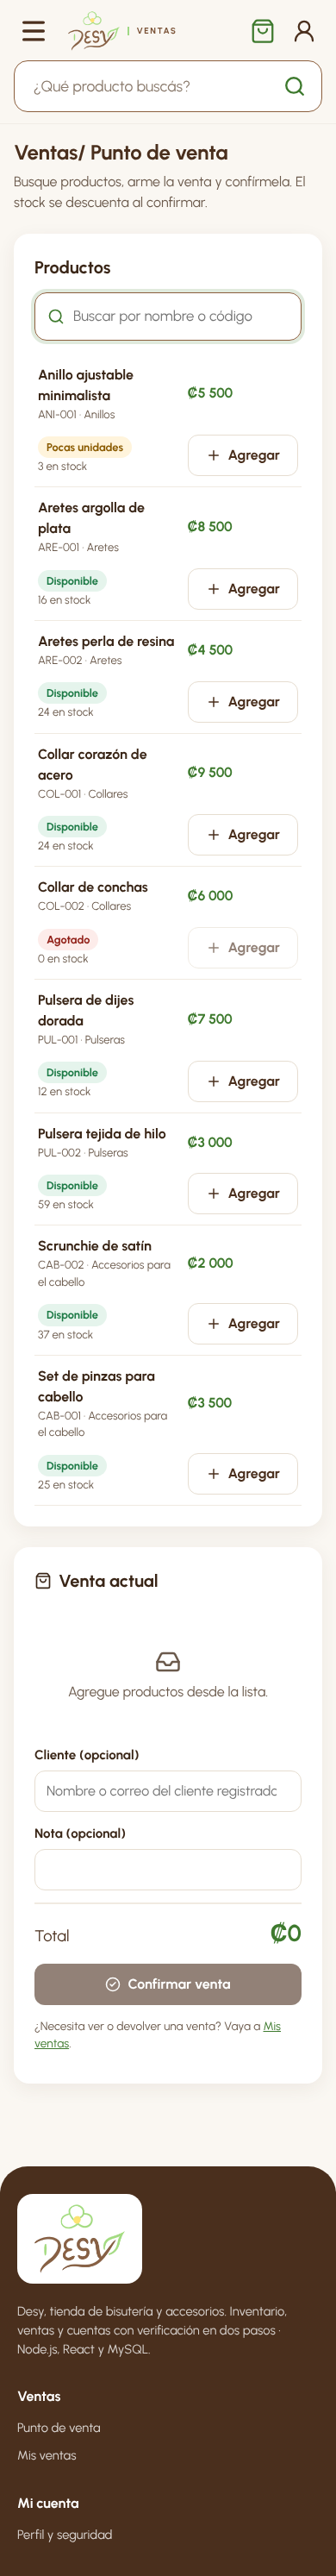 Desy
VENTAS
¿Qué producto buscás?
Ventas/ Punto de venta
Busque productos, arme la venta y confírmela. El
stock se descuenta al confirmar.
Productos
Buscar por nombre o código
Anillo ajustable
minimalista
ANI-001 · Anillos
₡5 500
Pocas unidades
3 en stock
Agregar
Aretes argolla de
plata
ARE-001 · Aretes
₡8 500
Disponible
16 en stock
Agregar
Aretes perla de resina
ARE-002 · Aretes
₡4 500
Disponible
24 en stock
Agregar
Collar corazón de
acero
COL-001 · Collares
₡9 500
Disponible
24 en stock
Agregar
Collar de conchas
COL-002 · Collares
₡6 000
Agotado
0 en stock
Agregar
Pulsera de dijes
dorada
PUL-001 · Pulseras
₡7 500
Disponible
12 en stock
Agregar
Pulsera tejida de hilo
PUL-002 · Pulseras
₡3 000
Disponible
59 en stock
Agregar
Scrunchie de satín
CAB-002 · Accesorios para
el cabello
₡2 000
Disponible
37 en stock
Agregar
Set de pinzas para
cabello
CAB-001 · Accesorios para
el cabello
₡3 500
Disponible
25 en stock
Agregar
Venta actual
Agregue productos desde la lista.
Cliente (opcional)
Nombre o correo del cliente registrado
Nota (opcional)
Total
₡0
Confirmar venta
¿Necesita ver o devolver una venta? Vaya a Mis
ventas.
Desy
Desy, tienda de bisutería y accesorios. Inventario,
ventas y cuentas con verificación en dos pasos ·
Node.js, React y MySQL.
Ventas
Punto de venta
Mis ventas
Mi cuenta
Perfil y seguridad